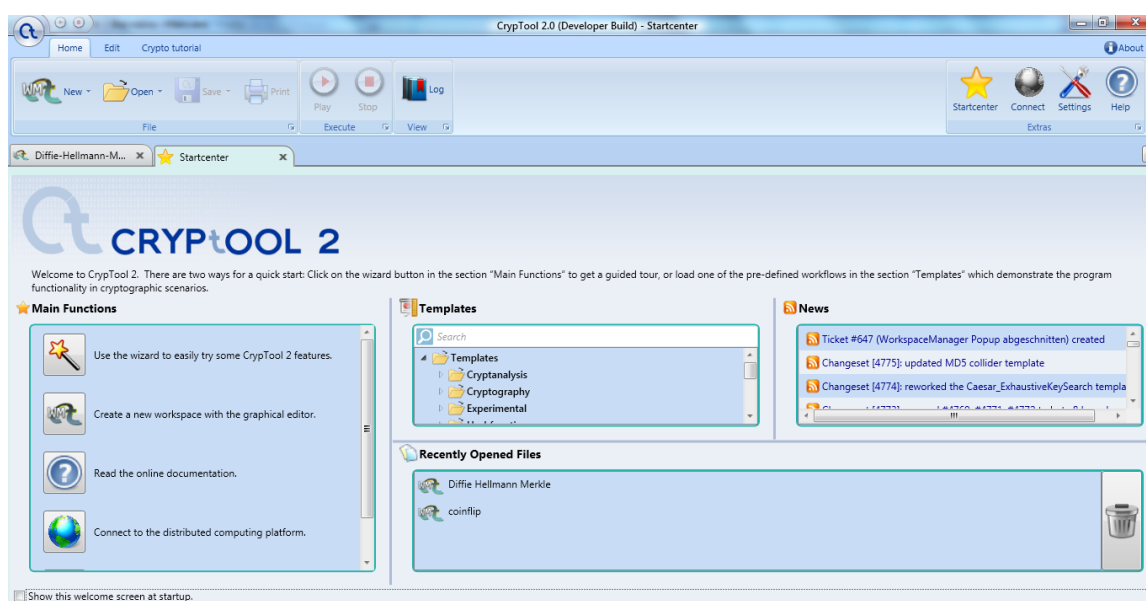 CrypTool 2.0 (Developer Build) - Startcenter
Home Edit Crypto tutorial
About
New
Open
Save
Print
Play
Stop
Log
Startcenter
Connect
Settings
Help
File
Execute
View
Extras
Diffie-Hellmann-M...
Startcenter
CRYPtOOL 2
Welcome to CrypTool 2. There are two ways for a quick start: Click on the wizard button in the section "Main Functions" to get a guided tour, or load one of the pre-defined workflows in the section "Templates" which demonstrate the program
functionality in cryptographic scenarios.
Main Functions
Use the wizard to easily try some CrypTool 2 features.
Create a new workspace with the graphical editor.
Read the online documentation.
Connect to the distributed computing platform.
Templates
Search
Templates
Cryptanalysis
Cryptography
Experimental
News
Ticket #647 (WorkspaceManager Popup abgeschnitten) created
Changeset [4775]: updated MD5 collider template
Changeset [4774]: reworked the Caesar_ExhaustiveKeySearch templa
Recently Opened Files
Diffie Hellmann Merkle
coinflip
Show this welcome screen at startup.